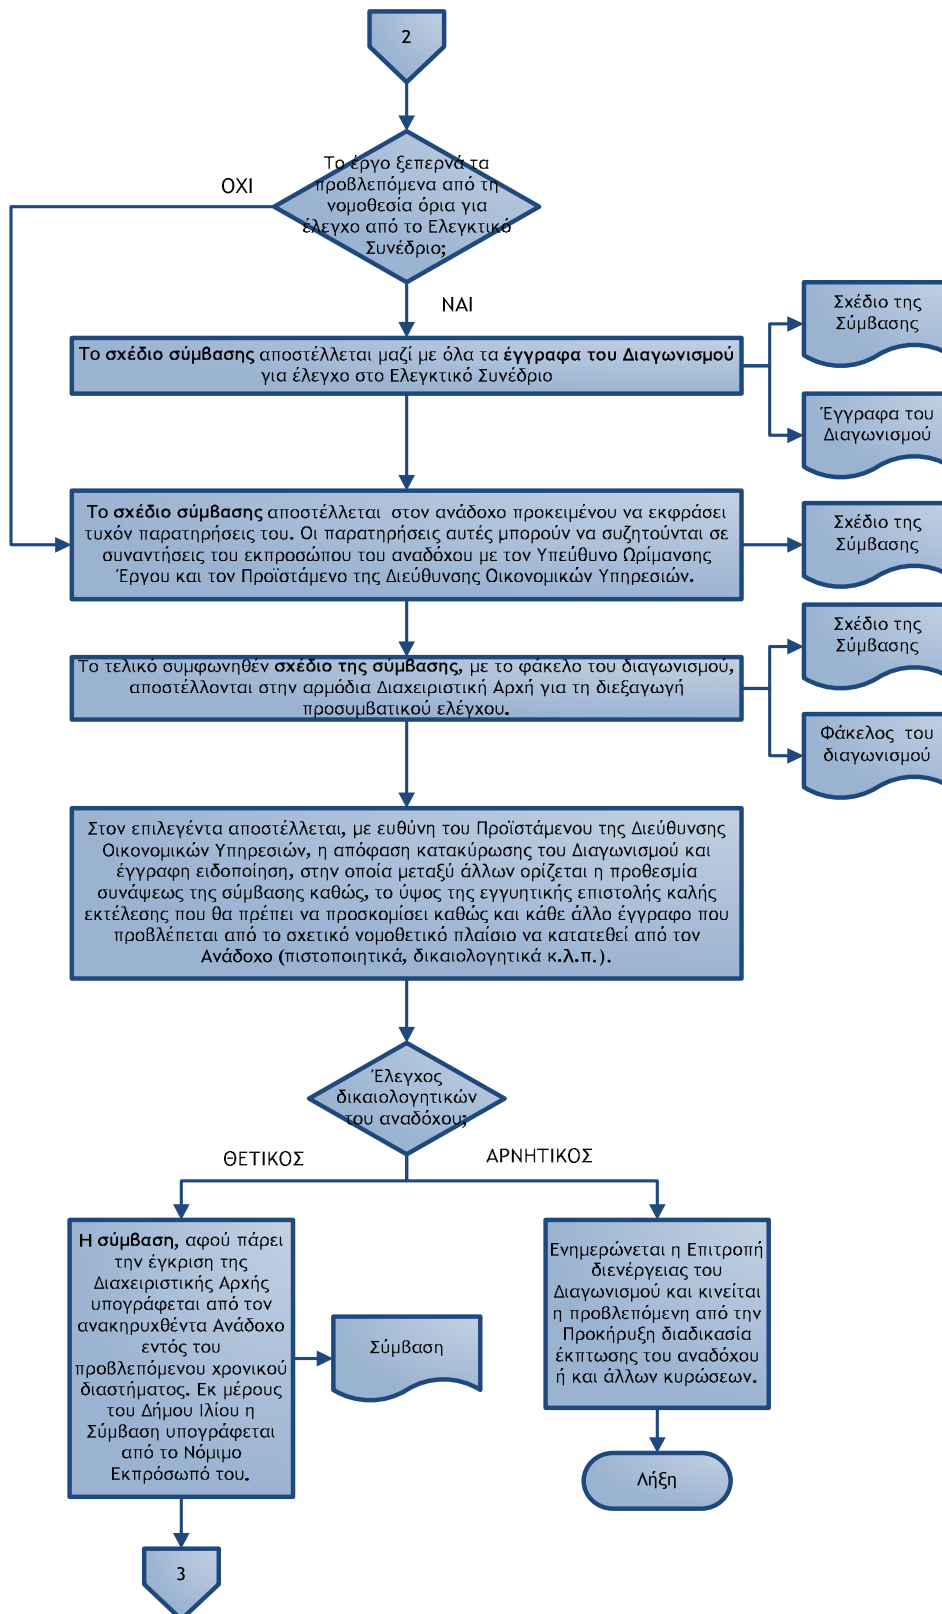 2
Το έργο ξεπερνά τα
προβλεπόμενα από τη
νομοθεσία όρια για
έλεγχο από το Ελεγκτικό
Συνέδριο;
ΟΧΙ
ΝΑΙ
Το σχέδιο σύμβασης αποστέλλεται μαζί με όλα τα έγγραφα του Διαγωνισμού
για έλεγχο στο Ελεγκτικό Συνέδριο
Σχέδιο της
Σύμβασης
Έγγραφα του
Διαγωνισμού
Το σχέδιο σύμβασης αποστέλλεται στον ανάδοχο προκειμένου να εκφράσει
τυχόν παρατηρήσεις του. Οι παρατηρήσεις αυτές μπορούν να συζητούνται σε
συναντήσεις του εκπροσώπου του αναδόχου με τον Υπεύθυνο Ωρίμανσης
Έργου και τον Προϊστάμενο της Διεύθυνσης Οικονομικών Υπηρεσιών.
Σχέδιο της
Σύμβασης
Το τελικό συμφωνηθέν σχέδιο της σύμβασης, με το φάκελο του διαγωνισμού,
αποστέλλονται στην αρμόδια Διαχειριστική Αρχή για τη διεξαγωγή
προσυμβατικού ελέγχου.
Σχέδιο της
Σύμβασης
Φάκελος του
διαγωνισμού
Στον επιλεγέντα αποστέλλεται, με ευθύνη του Προϊστάμενου της Διεύθυνσης
Οικονομικών Υπηρεσιών, η απόφαση κατακύρωσης του Διαγωνισμού και
έγγραφη ειδοποίηση, στην οποία μεταξύ άλλων ορίζεται η προθεσμία
συνάψεως της σύμβασης καθώς, το ύψος της εγγυητικής επιστολής καλής
εκτέλεσης που θα πρέπει να προσκομίσει καθώς και κάθε άλλο έγγραφο που
προβλέπεται από το σχετικό νομοθετικό πλαίσιο να κατατεθεί από τον
Ανάδοχο (πιστοποιητικά, δικαιολογητικά κ.λ.π.).
Έλεγχος
δικαιολογητικών
του αναδόχου;
ΘΕΤΙΚΟΣ
ΑΡΝΗΤΙΚΟΣ
Η σύμβαση, αφού πάρει
την έγκριση της
Διαχειριστικής Αρχής
υπογράφεται από τον
ανακηρυχθέντα Ανάδοχο
εντός του
προβλεπόμενου χρονικού
διαστήματος. Εκ μέρους
του Δήμου Ιλίου η
Σύμβαση υπογράφεται
από το Νόμιμο
Εκπρόσωπό του.
Σύμβαση
Ενημερώνεται η Επιτροπή
διενέργειας του
Διαγωνισμού και κινείται
η προβλεπόμενη από την
Προκήρυξη διαδικασία
έκπτωσης του αναδόχου
ή και άλλων κυρώσεων.
Λήξη
3